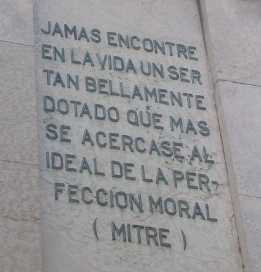 JAMAS ENCONTRE
EN LA VIDA UN SER
TAN BELLAMENTE
DOTADO QUE MAS
SE ACERCASE AL
IDEAL DE LA PER-
FECCION MORAL
( MITRE )